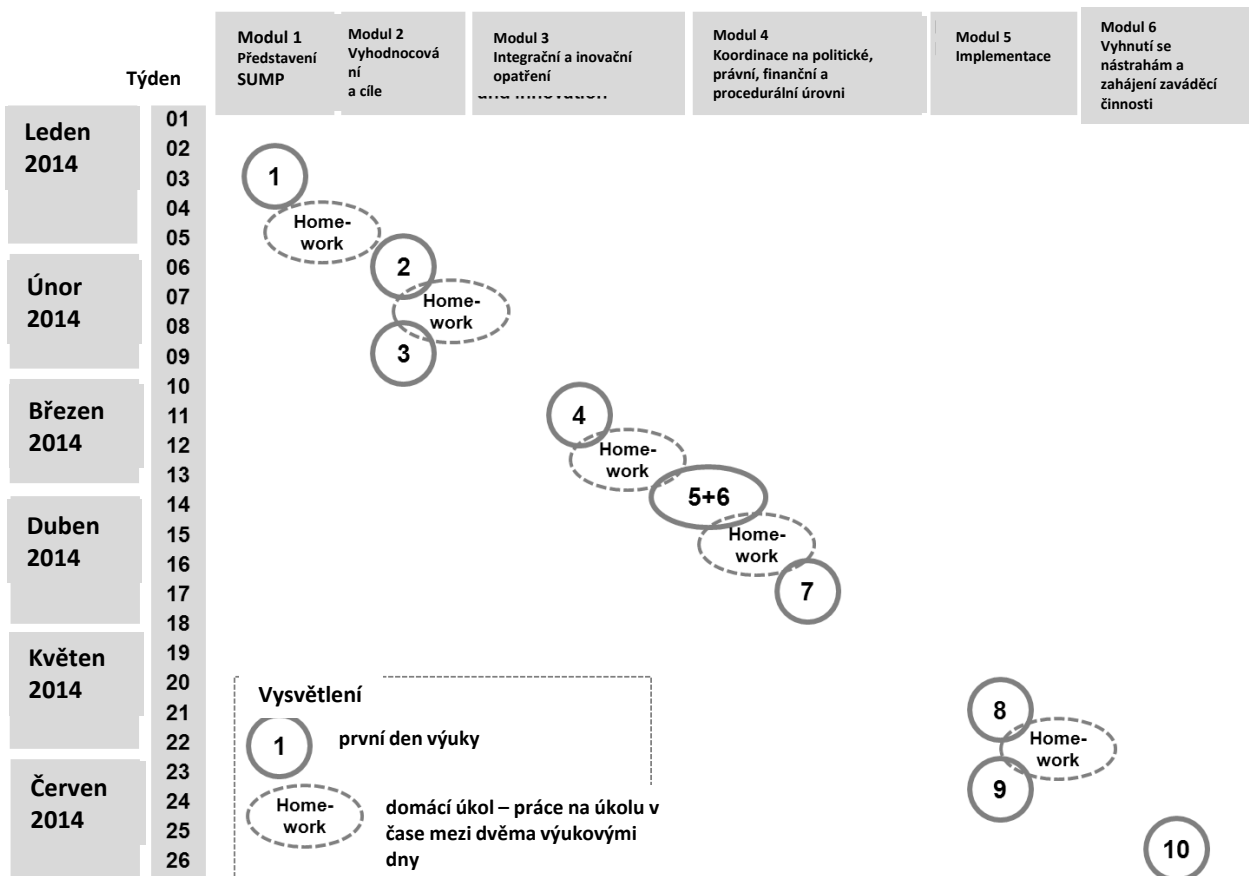 Modul 1
Představení
SUMP
Modul 2
Vyhodnocová
ní
a cíle
Modul 3
Integrační a inovační
opatření
Modul 4
Koordinace na politické,
právní, finanční a
procedurální úrovni
Modul 5
Implementace
Modul 6
Vyhnutí se
nástrahám a
zahájení zaváděcí
činnosti
Týden
Leden
2014
01
02
03
04
05
1
Home-
work
Únor
2014
06
07
08
09
2
Home-
work
3
Březen
2014
10
11
12
13
4
Home-
work
Duben
2014
14
15
16
17
18
5+6
Home-
work
7
Květen
2014
19
20
21
22
8
Home-
work
Červen
2014
23
24
25
26
9
10
Vysvětlení
1
první den výuky
Home-
work
domácí úkol – práce na úkolu v
čase mezi dvěma výukovými
dny